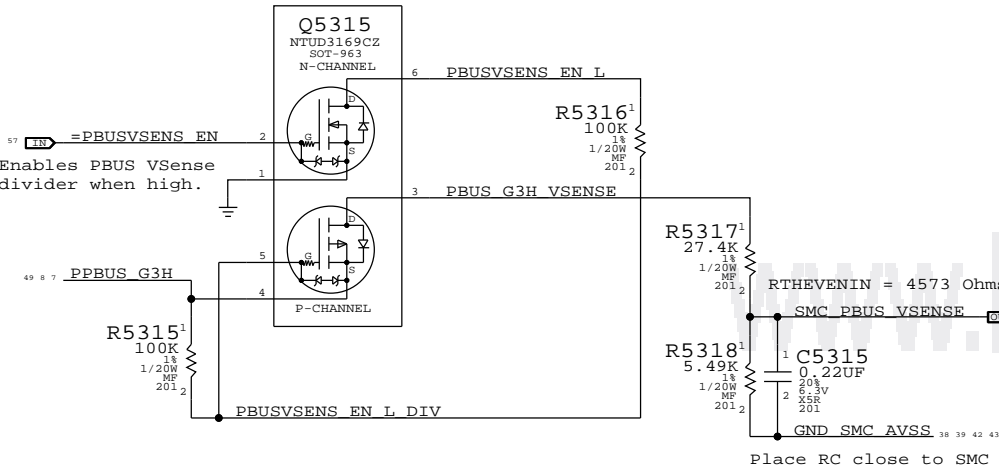 Q5315
NTUD3169CZ
SOT-963
N-CHANNEL
6
PBUSVSENS_EN_L
D
R5316
1
100K
1%
1/20W
MF
201
2
57
IN
=PBUSVSENS_EN
2
G
S
Enables PBUS VSense
divider when high.
1
3
PBUS_G3H_VSENSE
D
R5317
1
27.4K
1%
1/20W
MF
201
2
5
G
S
49 8 7
PPBUS_G3H
4
P-CHANNEL
RTHEVENIN = 4573 Ohms
SMC_PBUS_VSENSE
R5315
1
100K
1%
1/20W
MF
201
2
R5318
1
5.49K
1%
1/20W
MF
201
2
1
C5315
0.22UF
20%
6.3V
X5R
201
2
PBUSVSENS_EN_L_DIV
GND_SMC_AVSS
38 39 42 43
Place RC close to SMC